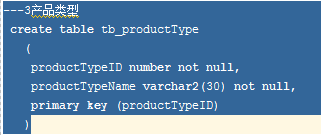 ---3产品类型
create table tb_productType
(
productTypeID number not null,
productTypeName varchar2(30) not null,
primary key (productTypeID)
)